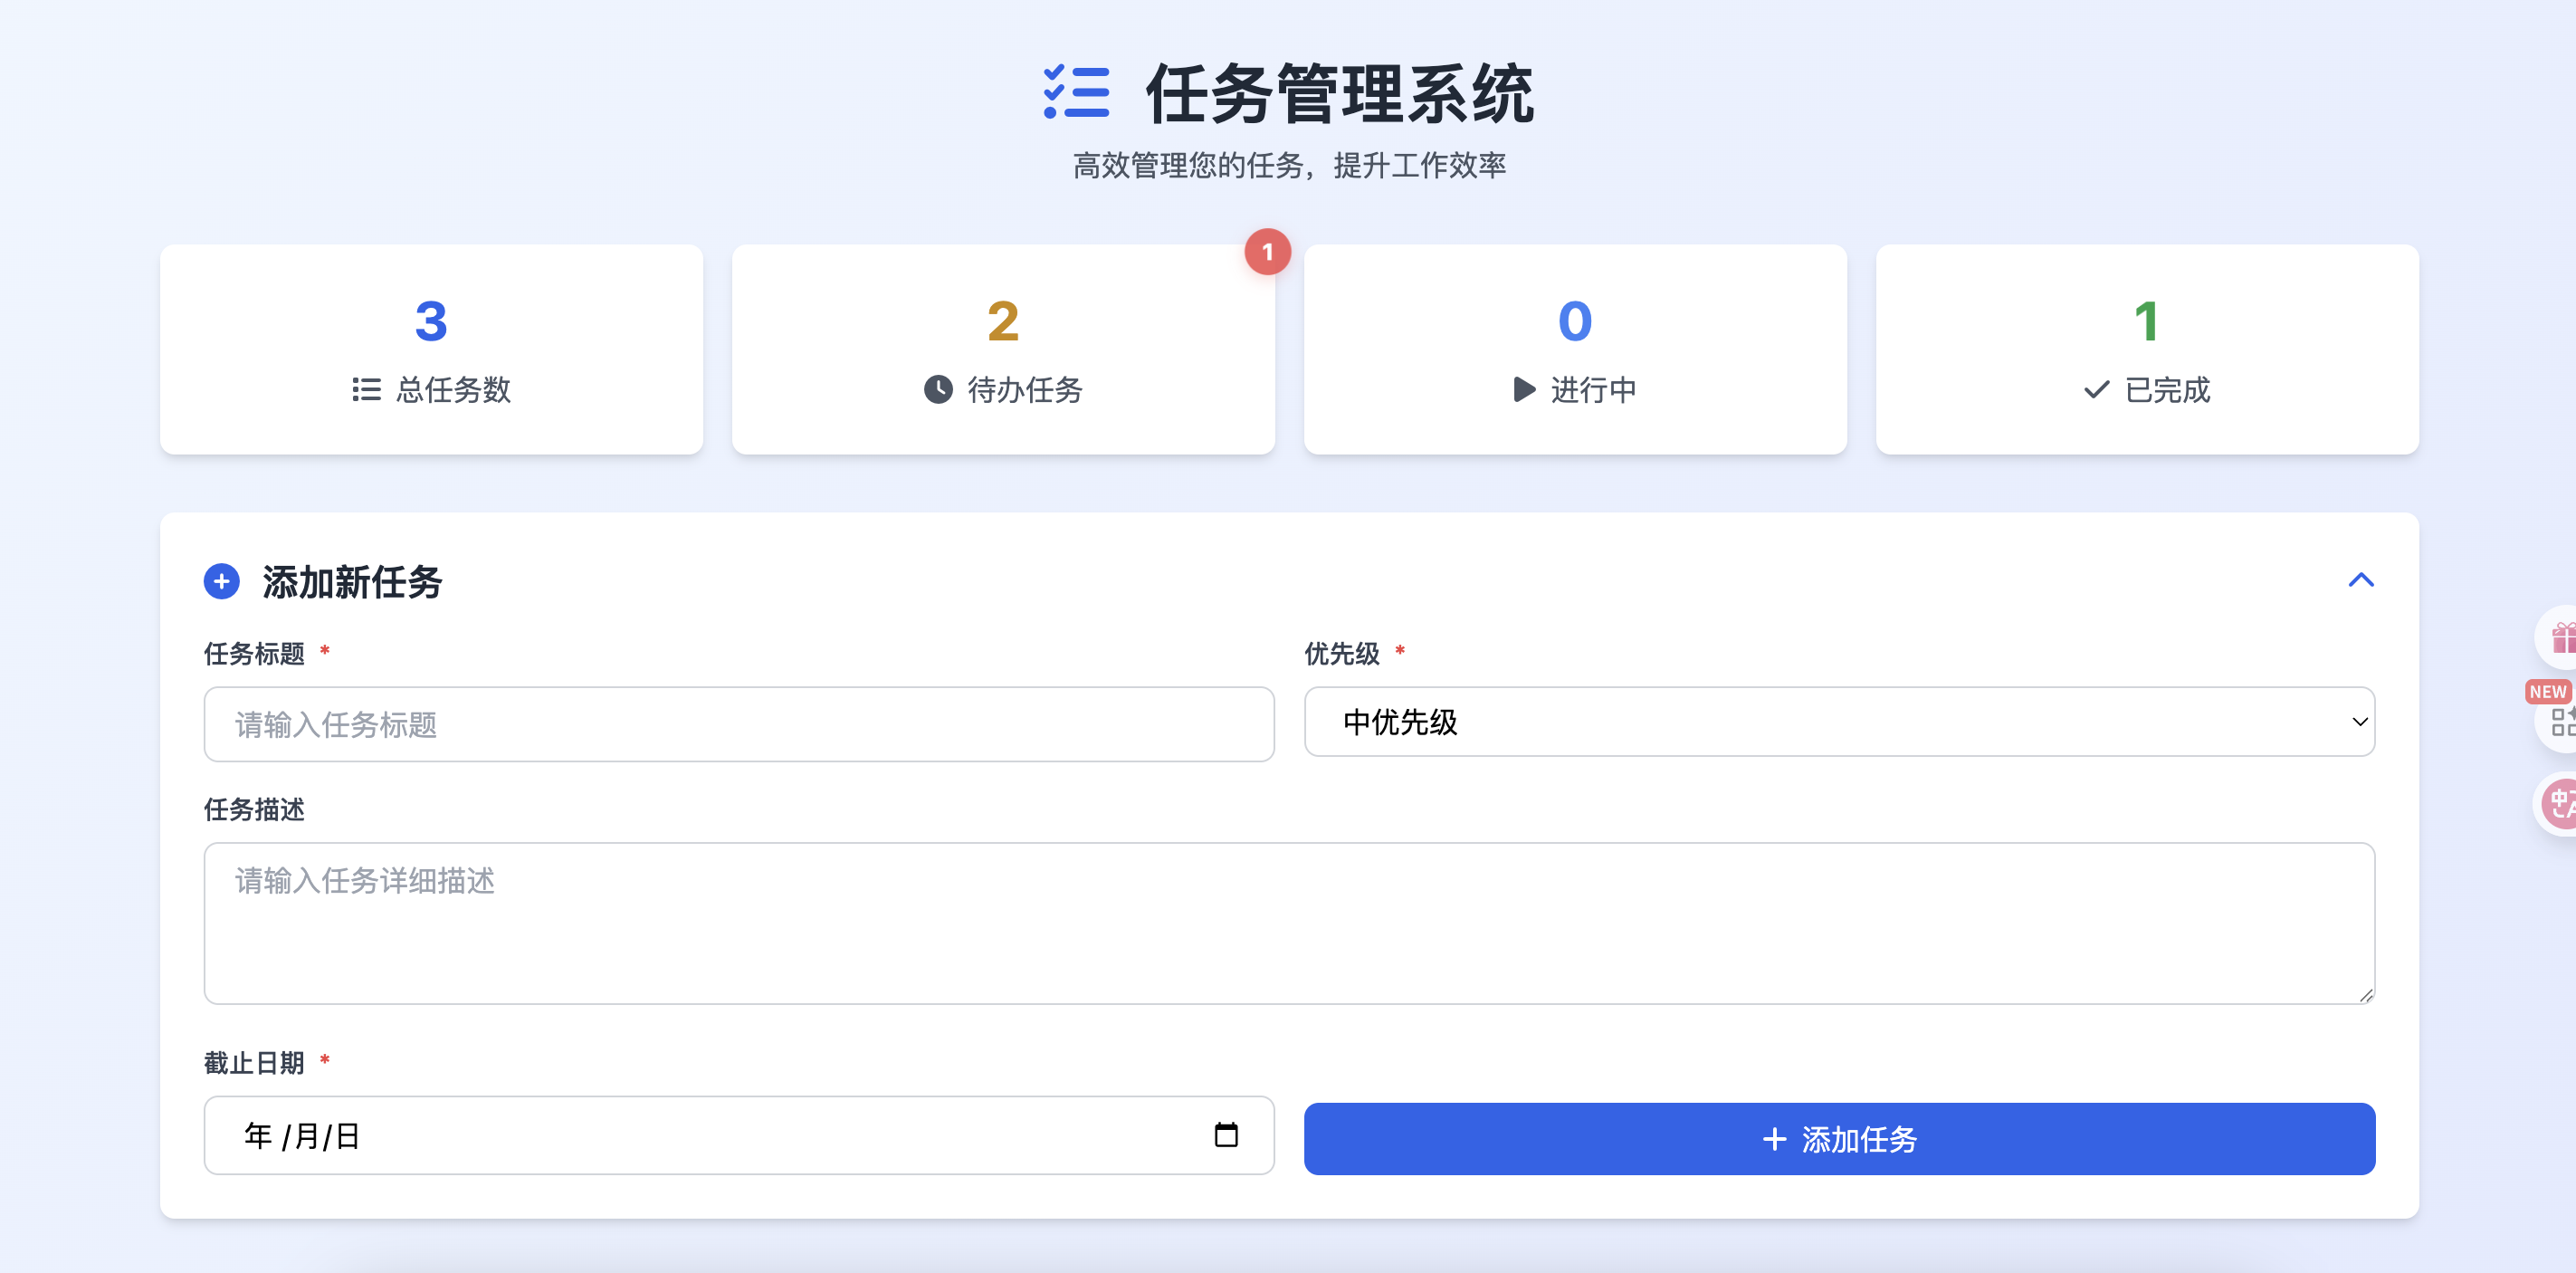 任务管理系统
高效管理您的任务，提升工作效率
1
3
总任务数
2
待办任务
0
进行中
1
已完成
添加新任务
任务标题 *
请输入任务标题
优先级 *
中优先级
任务描述
请输入任务详细描述
截止日期 *
年 /月/日
添加任务
NEW
中